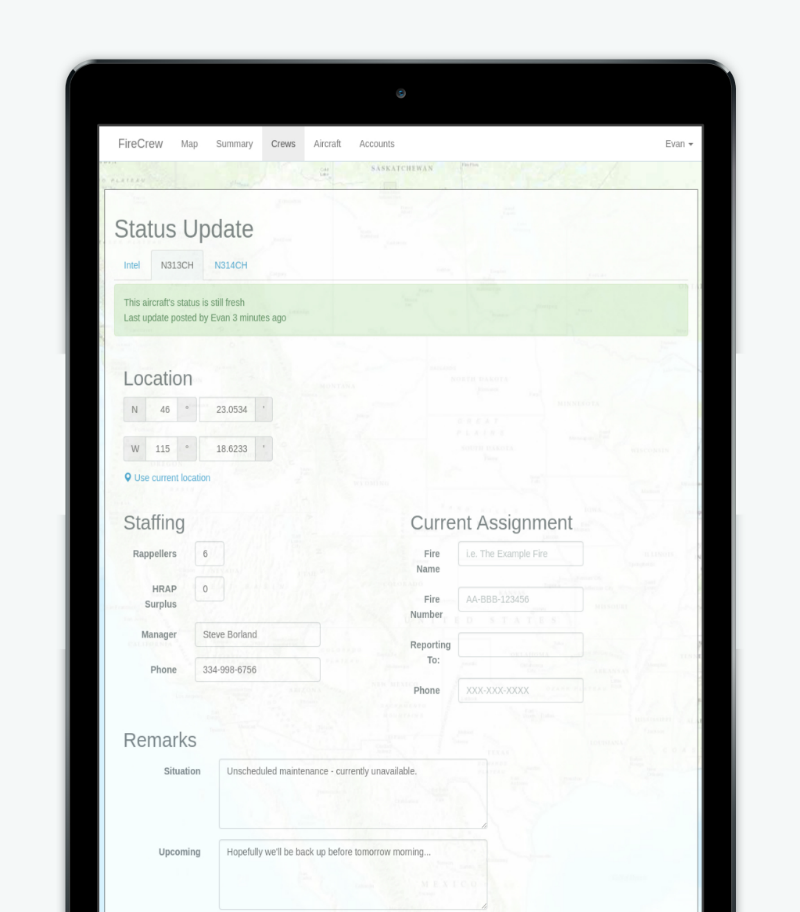 FireCrew Map Summary Crews Aircraft Accounts Evan
SASKATCHEWAN
Status Update
Intel N313CH N314CH
This aircraft's status is still fresh
Last update posted by Evan 3 minutes ago
Location
N 46 ° 23.0534 '
W 115 ° 18.6233 '
Use current location
Staffing
Rappellers 6
HRAP Surplus 0
Manager Steve Borland
Phone 334-998-6756
Current Assignment
Fire Name i.e. The Example Fire
Fire Number AA-BBB-123456
Reporting To:
Phone XXX-XXX-XXXX
Remarks
Situation Unscheduled maintenance - currently unavailable.
Upcoming Hopefully we'll be back up before tomorrow morning...
MEXICO